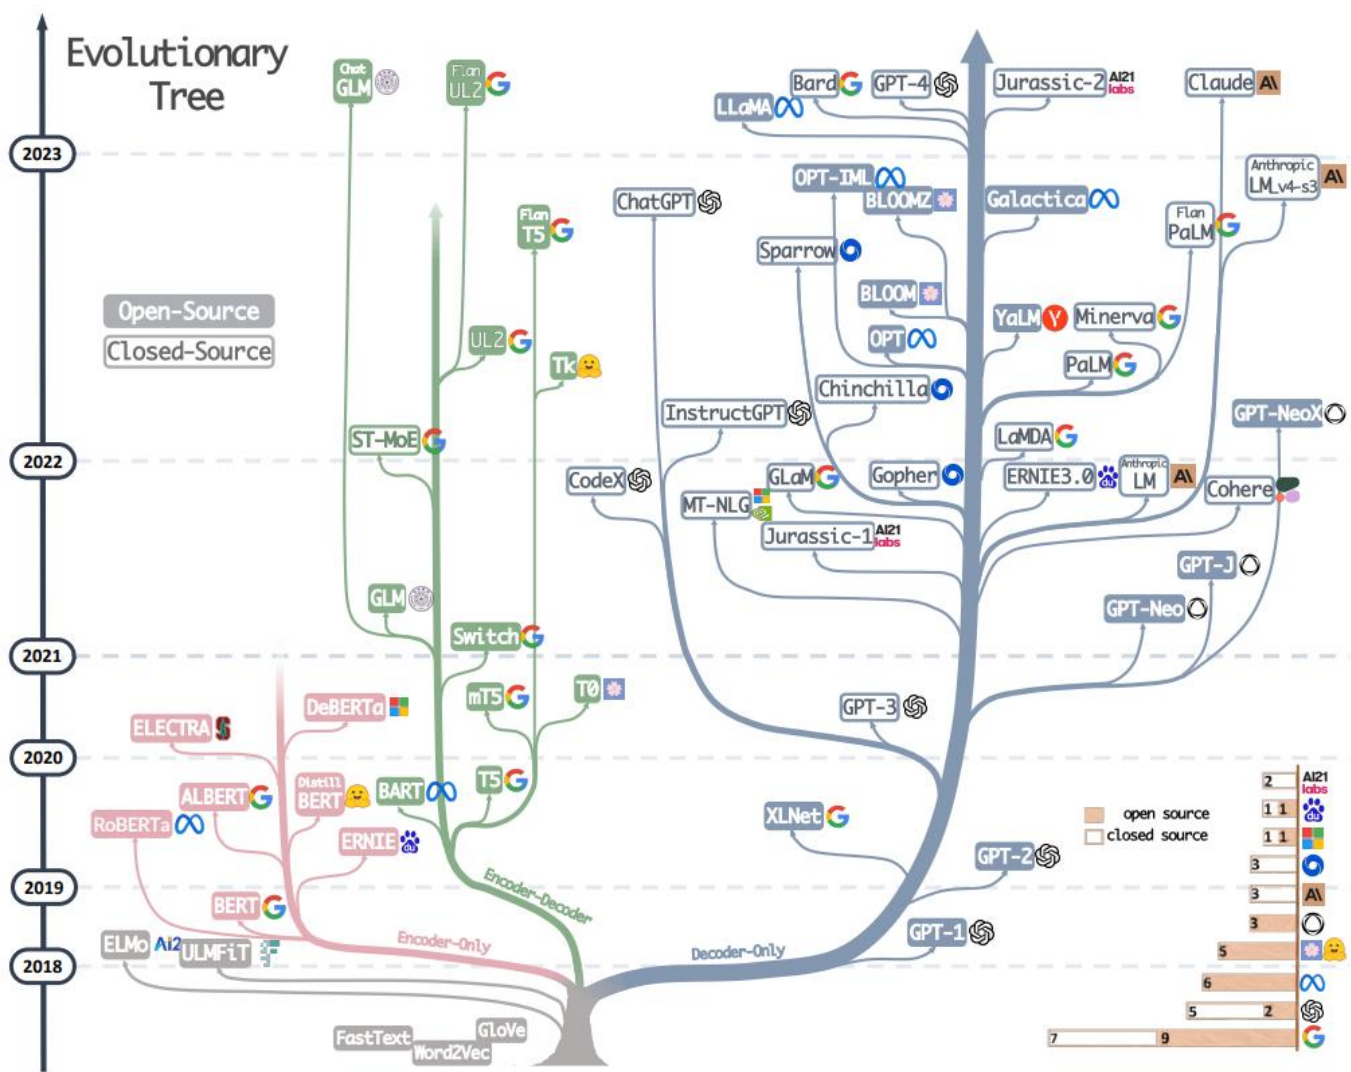 Evolutionary
Tree
Chat
GLM
Flan
UL2
Bard
GPT-4
Jurassic-2
AI21
labs
Claude
A\
LLaMA
2023
Anthropic
LM_v4-s3
A\
OPT-IML
BLOOMZ
Galactica
ChatGPT
Flan
T5
Flan
PaLM
Sparrow
BLOOM
Open-Source
Closed-Source
UL2
YaLM
Y
Minerva
OPT
Tk
PaLM
Chinchilla
InstructGPT
GPT-NeoX
ST-MoE
LaMDA
2022
CodeX
GLaM
Gopher
ERNIE3.0
du
Anthropic
LM
A\
Cohere
MT-NLG
Jurassic-1
AI21
labs
GPT-J
GLM
GPT-Neo
Switch
2021
mT5
T0
DeBERTa
GPT-3
ELECTRA
S
2020
T5
BART
Distill
BERT
ALBERT
RoBERTa
XLNet
ERNIE
du
GPT-2
2019
Encoder-Decoder
BERT
GPT-1
ELMo
AI2
ULMFiT
Encoder-Only
Decoder-Only
2018
FastText
Word2Vec
GloVe
open source
closed source
2
AI21
labs
1 1
du
1 1
3
3
A\
3
5
6
5 2
7 9